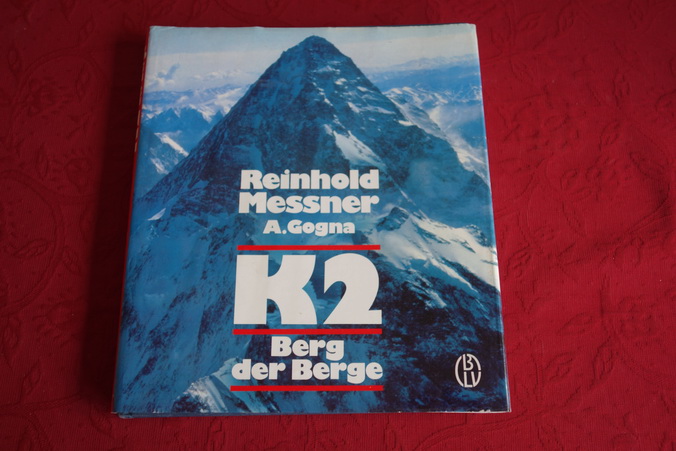 Reinhold
Messner
A. Gogna
K2
Berg
der Berge
BLV